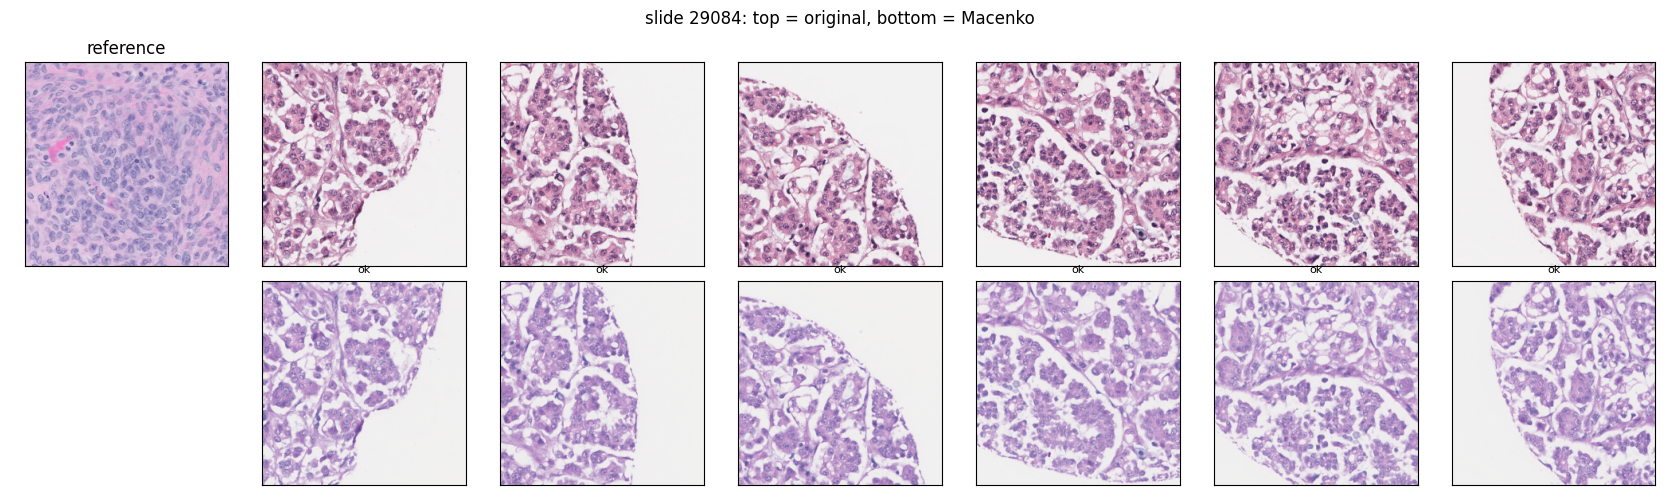 slide 29084: top = original, bottom = Macenko
reference
ok ok ok ok ok ok